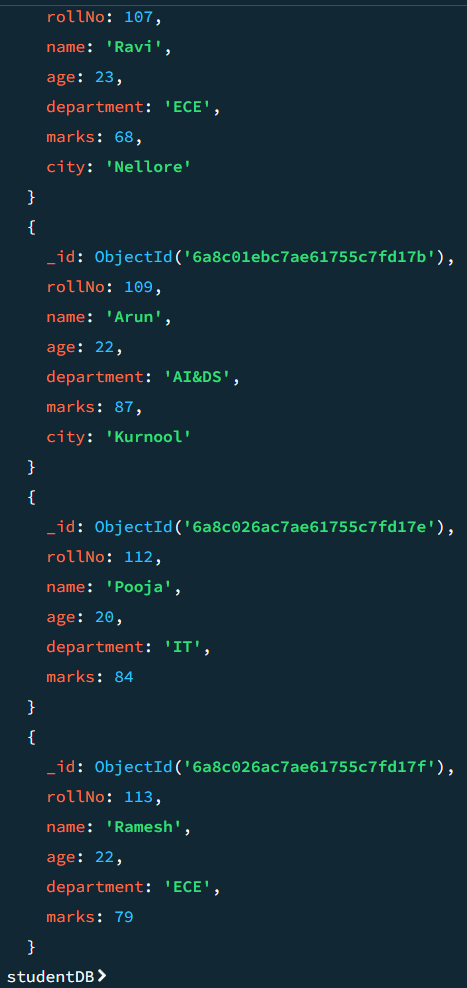 rollNo: 107,
name: 'Ravi',
age: 23,
department: 'ECE',
marks: 68,
city: 'Nellore'
}
{
_id: ObjectId('6a8c01ebc7ae61755c7fd17b'),
rollNo: 109,
name: 'Arun',
age: 22,
department: 'AI&DS',
marks: 87,
city: 'Kurnool'
}
{
_id: ObjectId('6a8c026ac7ae61755c7fd17e'),
rollNo: 112,
name: 'Pooja',
age: 20,
department: 'IT',
marks: 84
}
{
_id: ObjectId('6a8c026ac7ae61755c7fd17f'),
rollNo: 113,
name: 'Ramesh',
age: 22,
department: 'ECE',
marks: 79
}
studentDB>